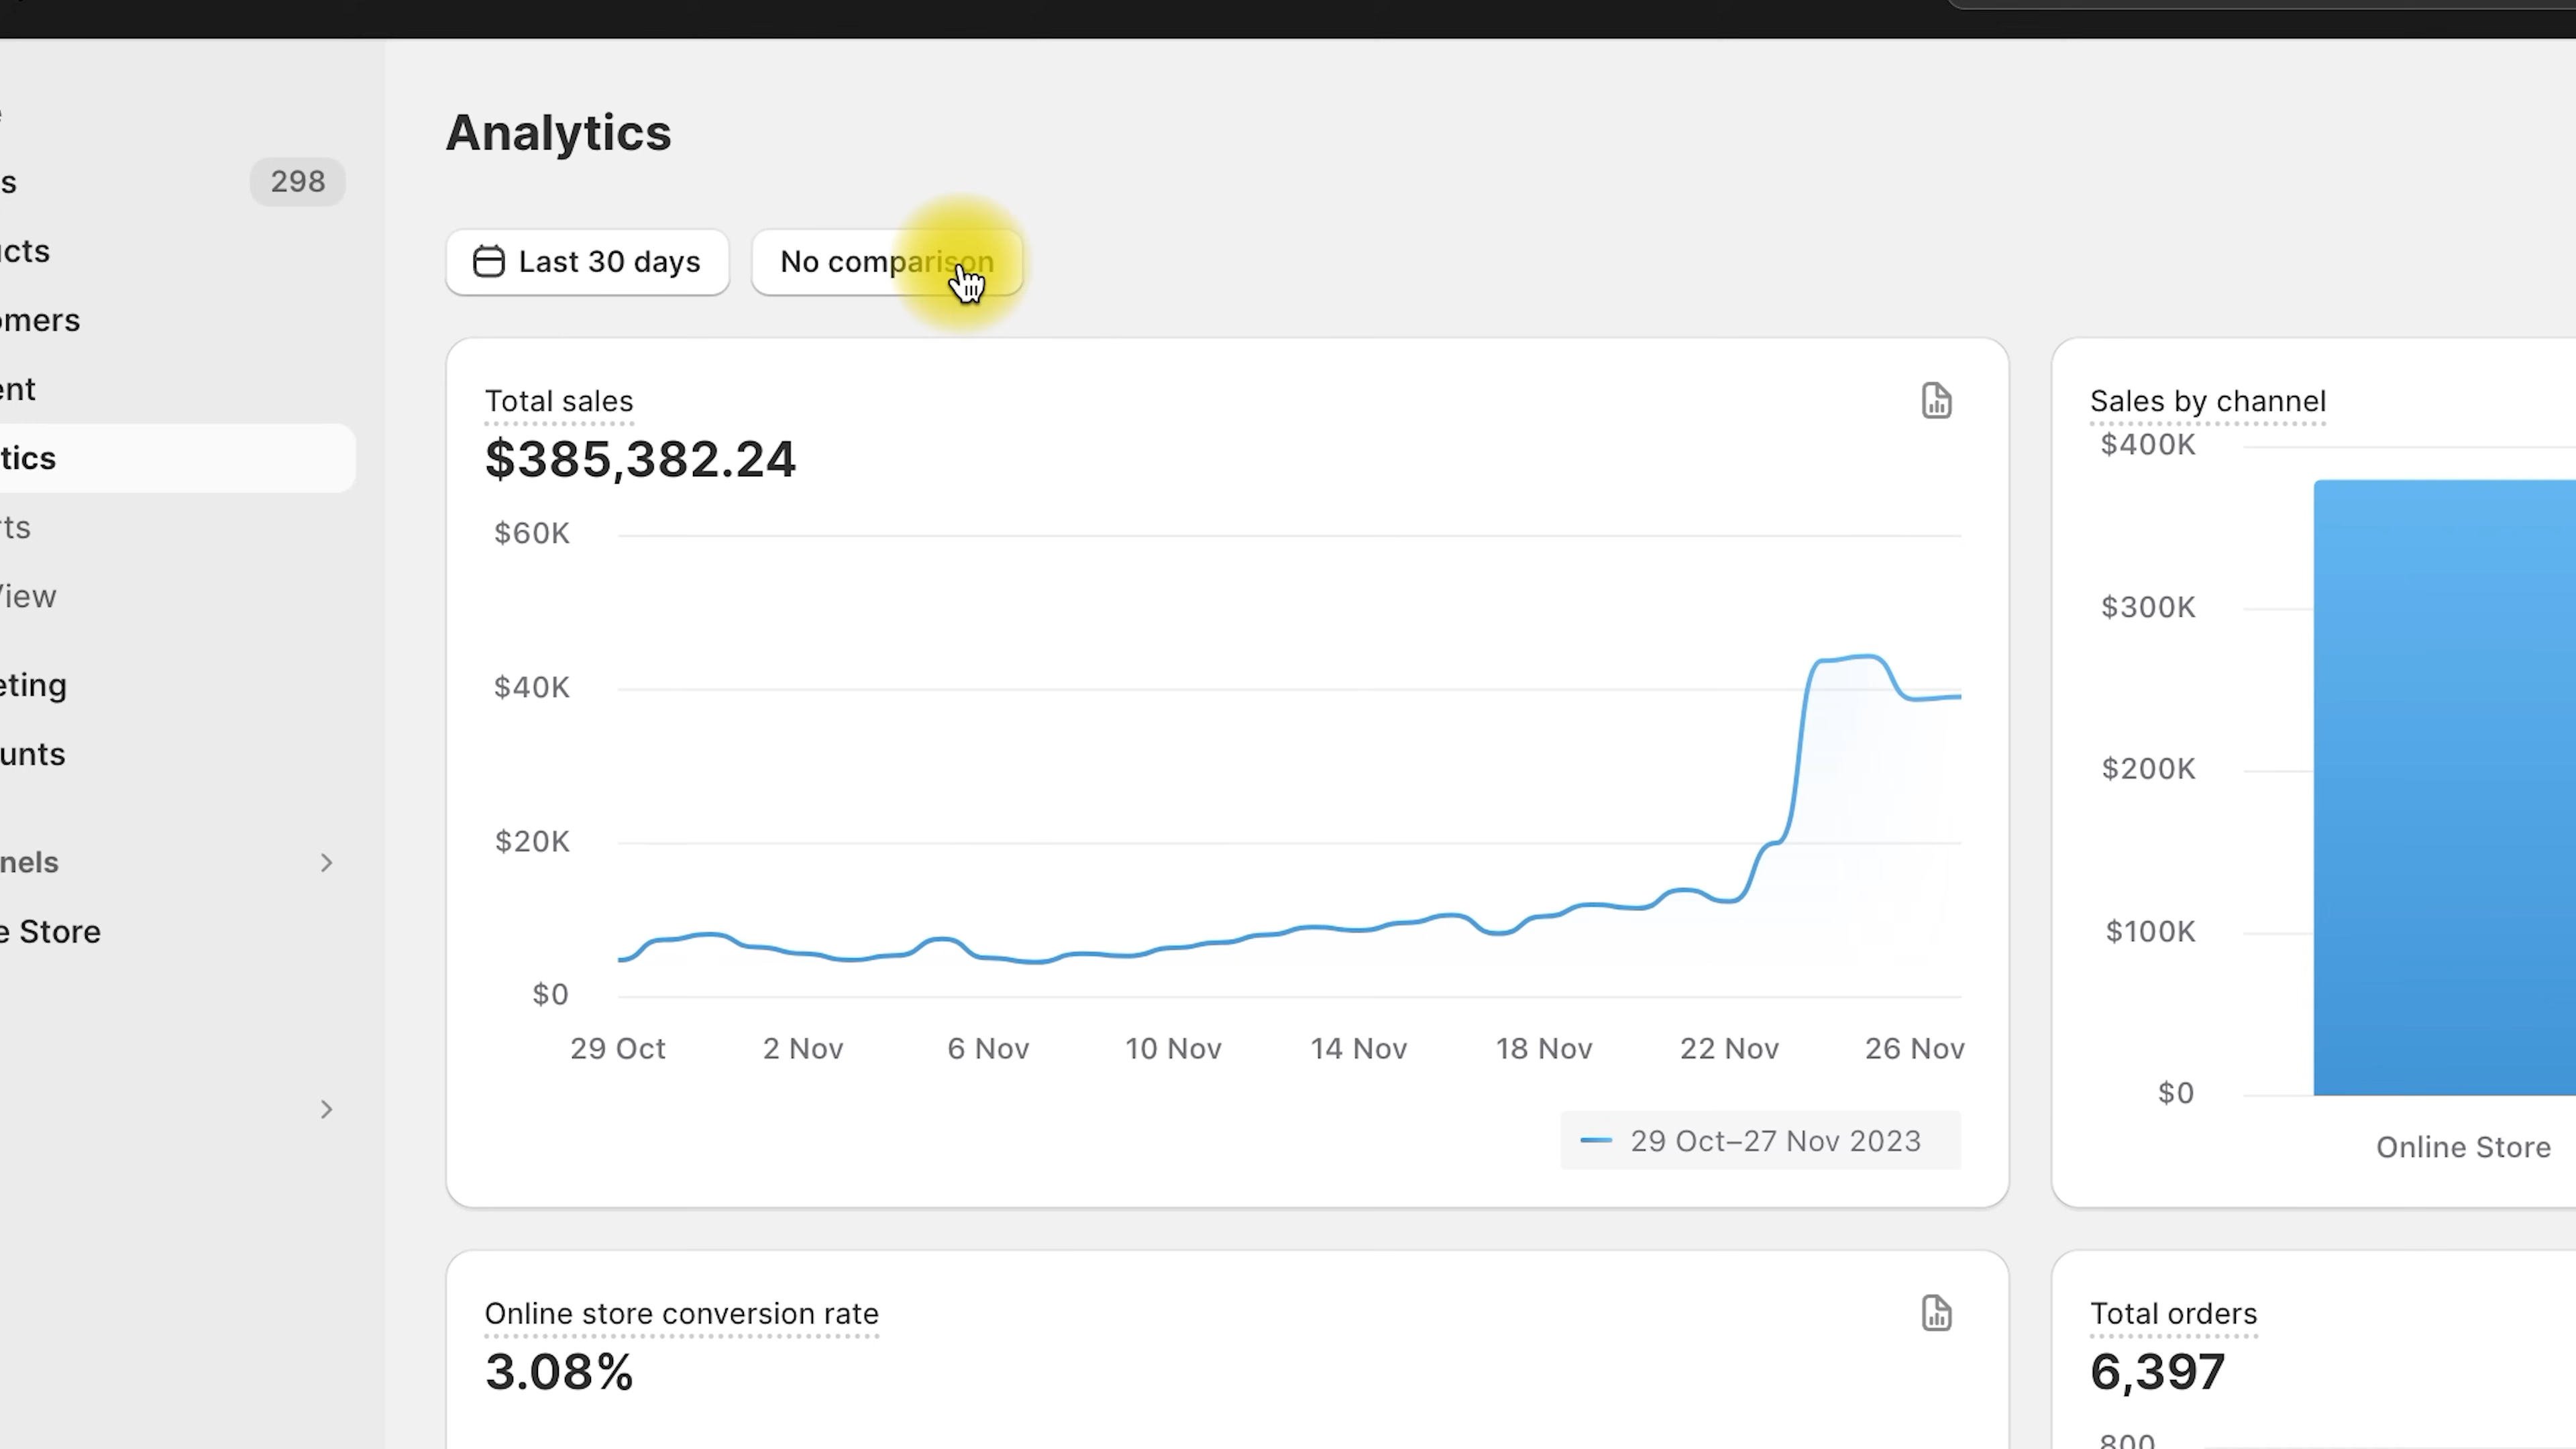 Analytics
s
298
ucts
omers
ent
tics
rts
View
eting
unts
nels
e Store
Last 30 days
No comparison
Total sales
$385,382.24
$60K
$40K
$20K
$0
29 Oct 2 Nov 6 Nov 10 Nov 14 Nov 18 Nov 22 Nov 26 Nov
29 Oct–27 Nov 2023
Sales by channel
$400K
$300K
$200K
$100K
$0
Online Store
Online store conversion rate
3.08%
Total orders
6,397
800